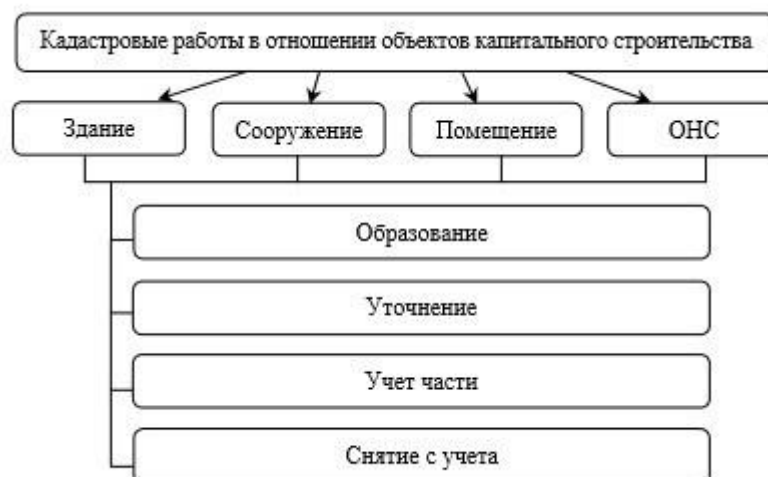 Кадастровые работы в отношении объектов капитального строительства
Здание
Сооружение
Помещение
ОНС
Образование
Уточнение
Учет части
Снятие с учета